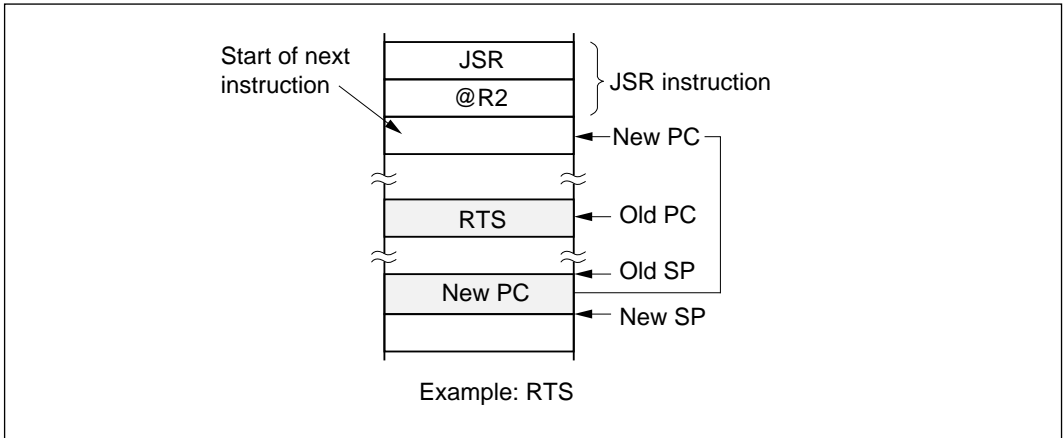 Start of next
instruction
JSR
@R2
JSR instruction
New PC
RTS
Old PC
Old SP
New PC
New SP
Example: RTS